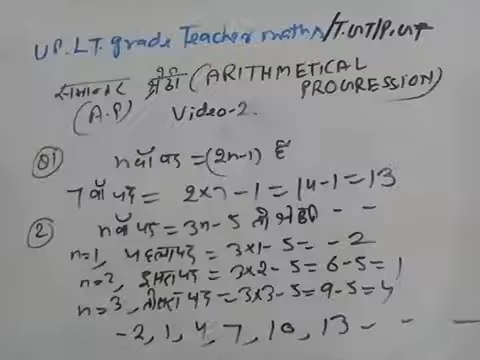 UP.LT.grade Teacher maths/T.GT/P.GT
समान्तर श्रेढी (ARITHMETICAL
PROGRESSION)
(A.P) Video-2.
Q1 nवाँ पद = (2n-1) है
7 वाँ पद = 2×7-1=14-1=13
2 nवाँ पद = 3n-5 तो श्रेढी - -
n=1, पहलापद = 3×1-5=-2
n=2, दूसरापद = 3×2-5=6-5=1
n=3, तीसरा पद = 3×3-5=9-5=4
-2, 1, 4, 7, 10, 13 - - -